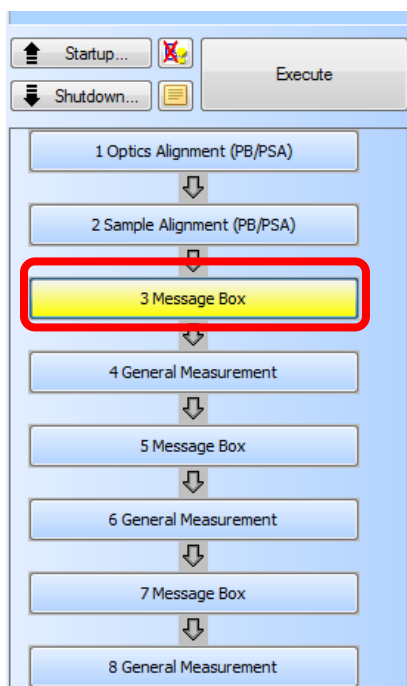 Startup...
Execute
Shutdown...
1 Optics Alignment (PB/PSA)
2 Sample Alignment (PB/PSA)
3 Message Box
4 General Measurement
5 Message Box
6 General Measurement
7 Message Box
8 General Measurement